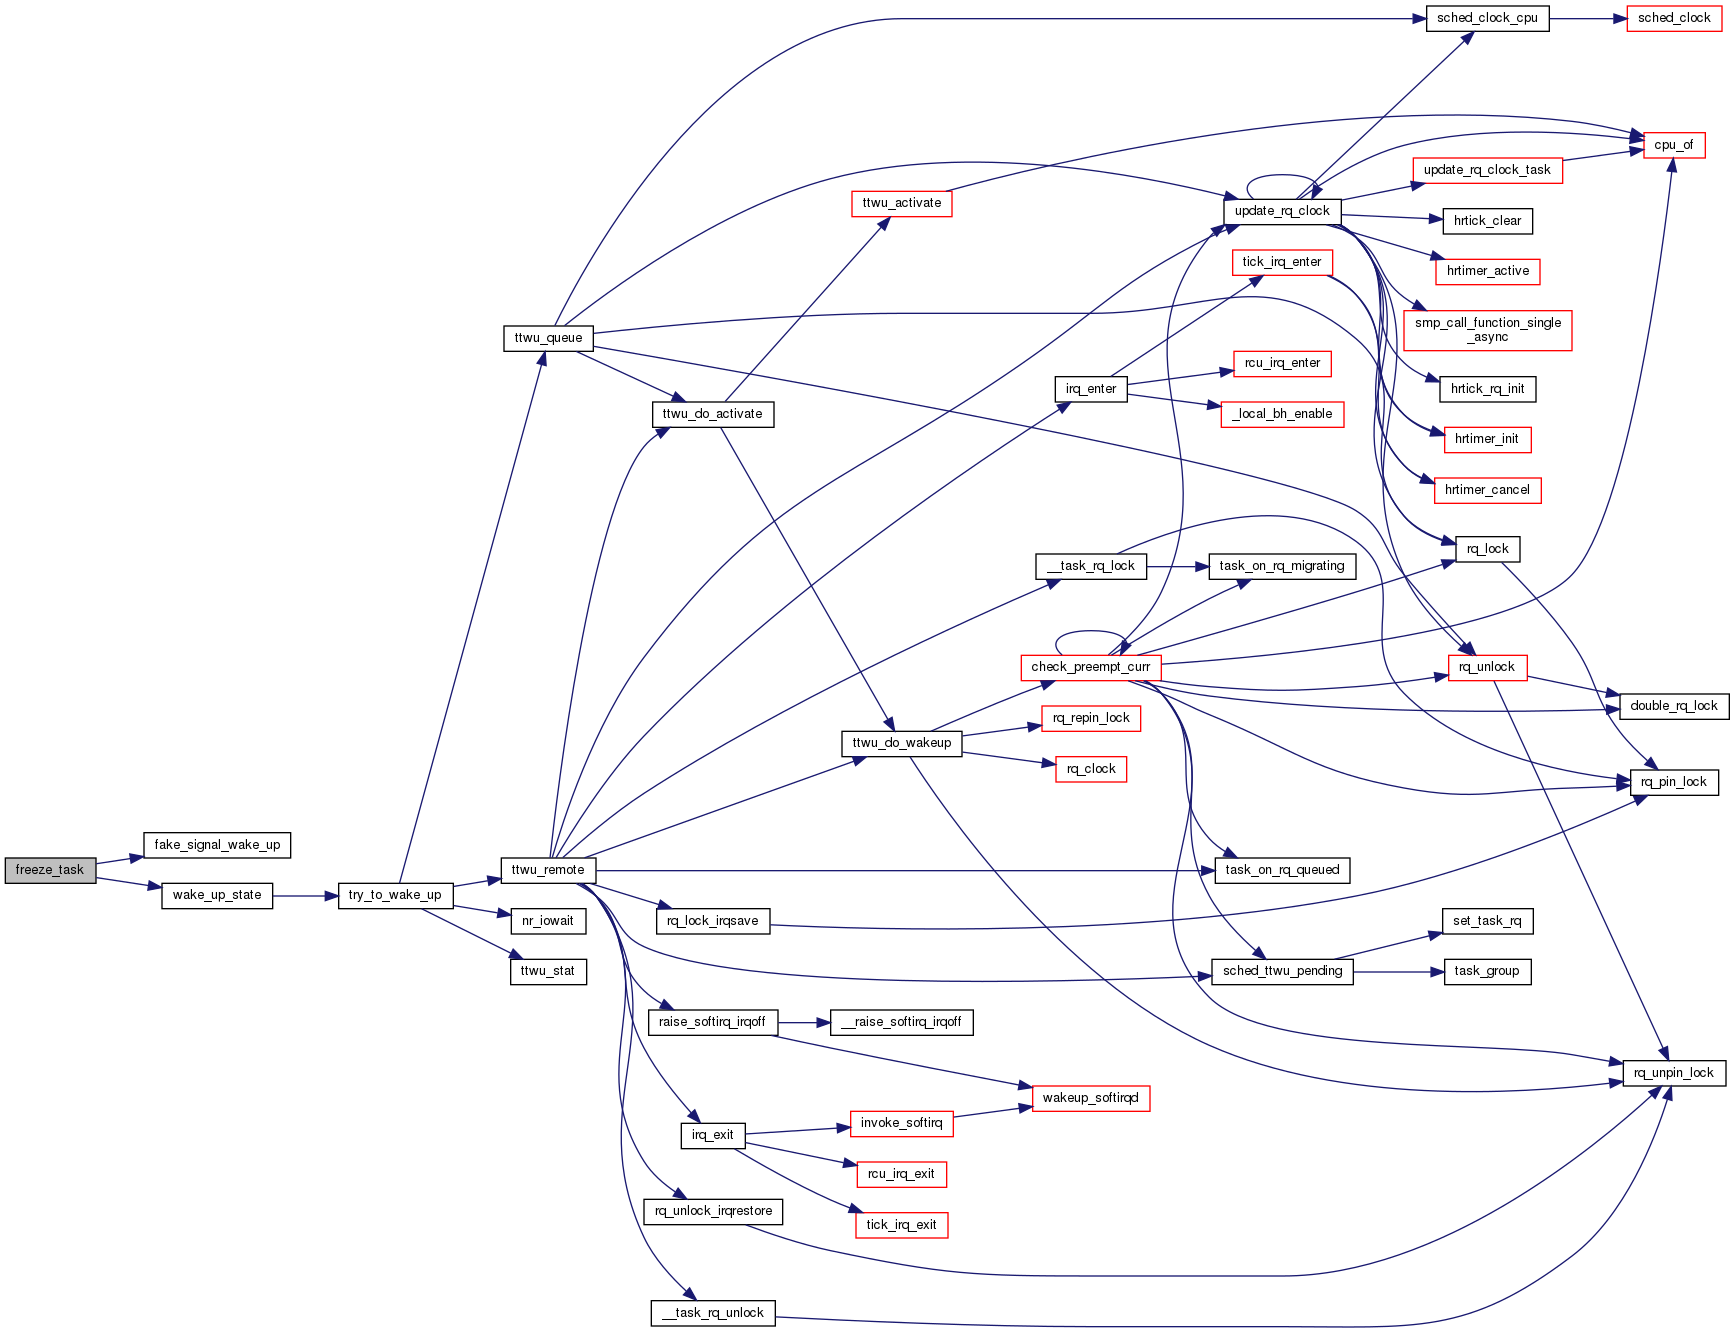 sched_clock_cpu
sched_clock
cpu_of
update_rq_clock_task
ttwu_activate
update_rq_clock
hrtick_clear
tick_irq_enter
hrtimer_active
smp_call_function_single
_async
ttwu_queue
rcu_irq_enter
irq_enter
hrtick_rq_init
ttwu_do_activate
_local_bh_enable
hrtimer_init
hrtimer_cancel
rq_lock
__task_rq_lock
task_on_rq_migrating
check_preempt_curr
rq_unlock
double_rq_lock
rq_repin_lock
ttwu_do_wakeup
rq_clock
rq_pin_lock
fake_signal_wake_up
freeze_task
ttwu_remote
task_on_rq_queued
wake_up_state
try_to_wake_up
nr_iowait
rq_lock_irqsave
set_task_rq
ttwu_stat
sched_ttwu_pending
task_group
raise_softirq_irqoff
__raise_softirq_irqoff
rq_unpin_lock
wakeup_softirqd
invoke_softirq
irq_exit
rcu_irq_exit
rq_unlock_irqrestore
tick_irq_exit
__task_rq_unlock